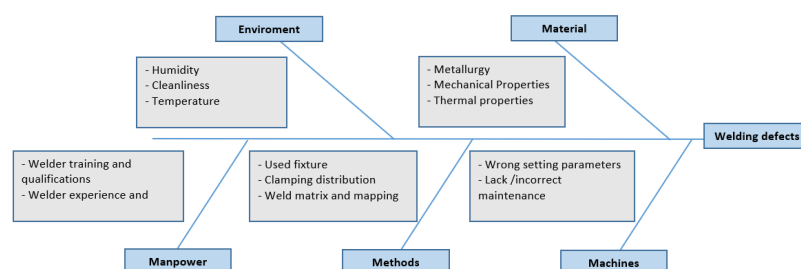 Enviroment
Material
- Humidity
- Cleanliness
- Temperature
- Metallurgy
- Mechanical Properties
- Thermal properties
Welding defects
- Welder training and
qualifications
- Welder experience and
- Used fixture
- Clamping distribution
- Weld matrix and mapping
- Wrong setting parameters
- Lack /incorrect
maintenance
Manpower
Methods
Machines